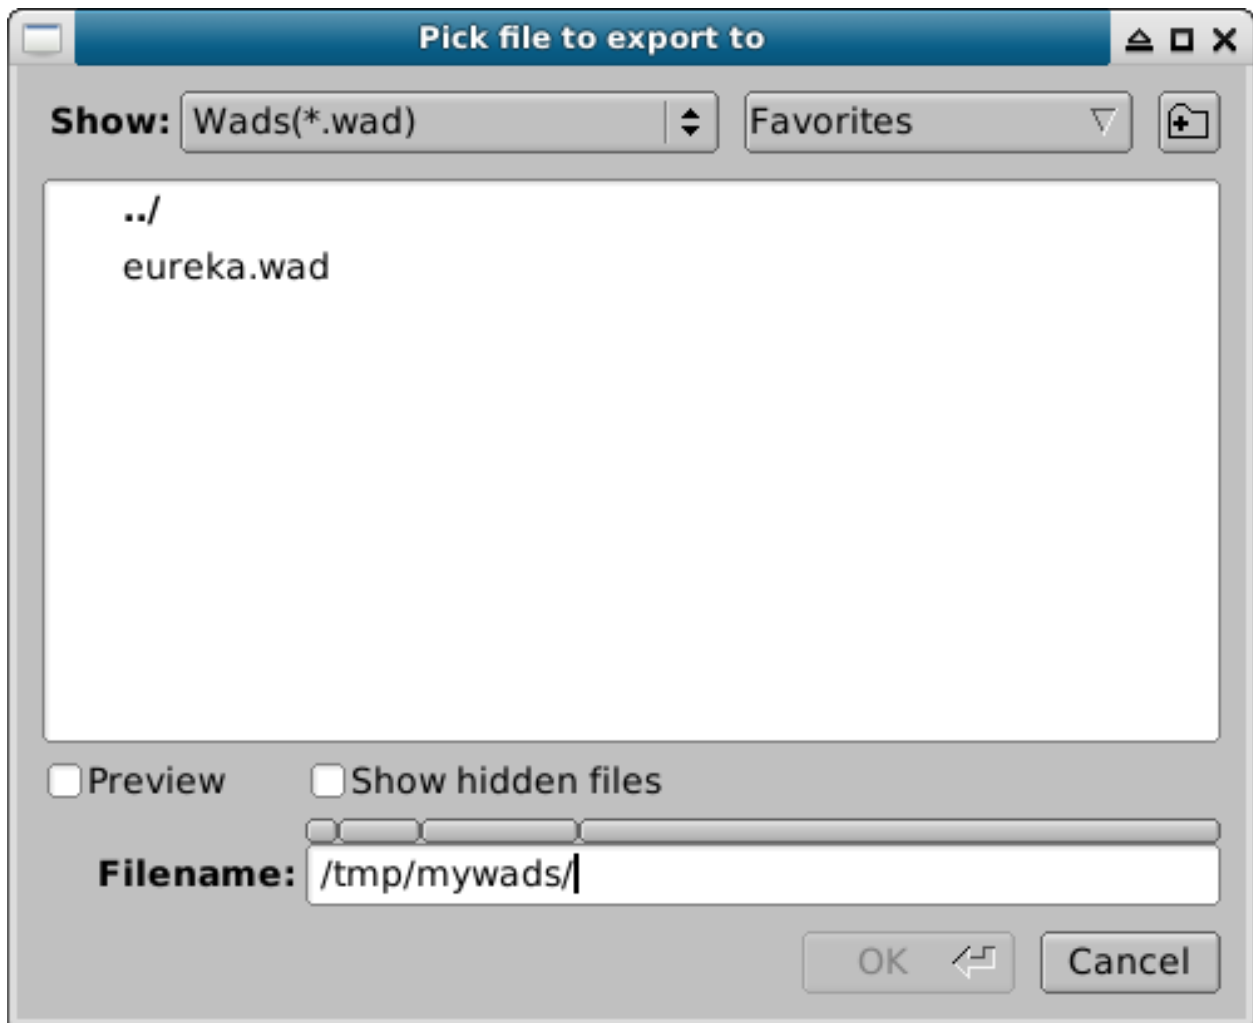 Pick file to export to
Show: Wads(*.wad) Favorites
../
eureka.wad
Preview Show hidden files
Filename: /tmp/mywads/
OK Cancel